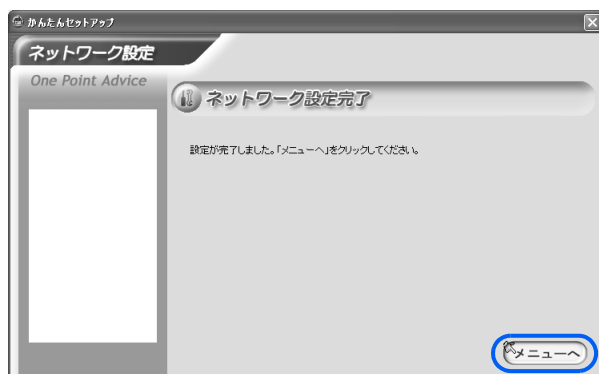 かんたんセットアップ
ネットワーク設定
One Point Advice
ネットワーク設定完了
設定が完了しました。「メニューへ」をクリックしてください。
メニューへ